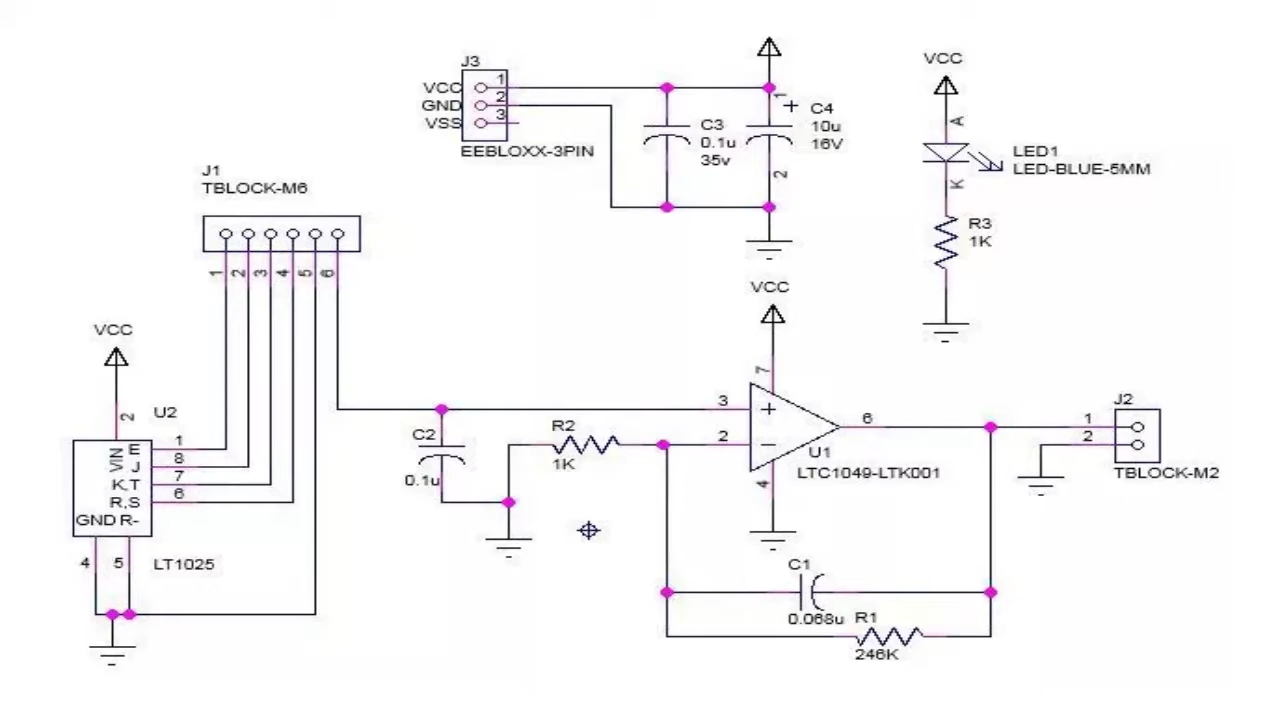 J3
VCC 1
GND 2
VSS 3
EEBLOXX-3PIN
C3
0.1u
35v
1
+
C4
10u
16V
2
VCC
A
LED1
LED-BLUE-5MM
K
R3
1K
J1
TBLOCK-M6
1 2 3 4 5 6
VCC
2
U2
VIN
E 1
J 8
K,T 7
R,S 6
GND R-
4 5
LT1025
C2
0.1u
R2
1K
VCC
7
3 +
2 -
6
4
U1
LTC1049-LTK001
J2
1
2
TBLOCK-M2
C1
0.068u
R1
246K